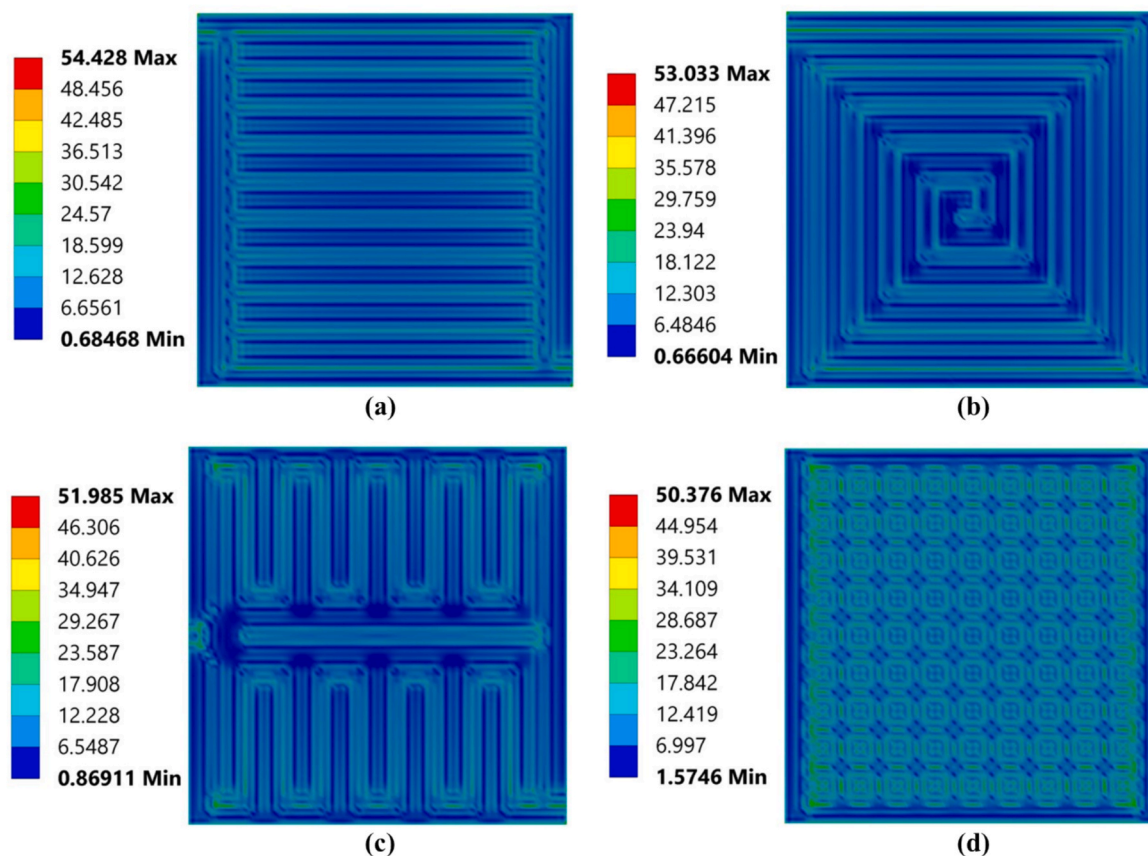 54.428 Max
48.456
42.485
36.513
30.542
24.57
18.599
12.628
6.6561
0.68468 Min
(a)
53.033 Max
47.215
41.396
35.578
29.759
23.94
18.122
12.303
6.4846
0.66604 Min
(b)
51.985 Max
46.306
40.626
34.947
29.267
23.587
17.908
12.228
6.5487
0.86911 Min
(c)
50.376 Max
44.954
39.531
34.109
28.687
23.264
17.842
12.419
6.997
1.5746 Min
(d)